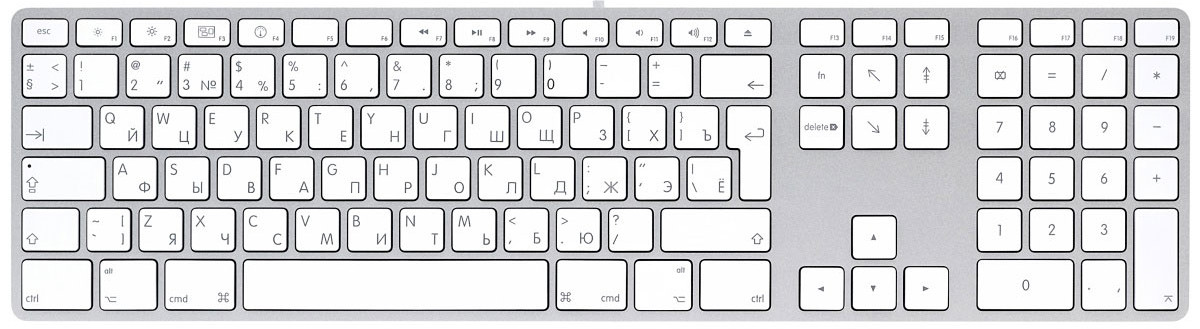 esc F1 F2 F3 F4 F5 F6 F7 F8 F9 F10 F11 F12 F13 F14 F15 F16 F17 F18 F19
± < § > ! 1 @ 2 " # 3 № $ 4 % % 5 : ^ 6 , & 7 . * 8 ; ( 9 ) 0 - - + = fn = / *
Q Й W Ц E У R К T Е Y Н U Г I Ш O Щ P З { [ Х } ] Ъ delete 7 8 9 -
A Ф S Ы D В F А G П H Р J О K Л L Д : ; Ж " ' Э | \ Ё 4 5 6 +
~ [ ` ] Z Я X Ч C С V М B И N Т M Ь < , Б > . Ю ? / 1 2 3
ctrl alt cmd ⌘ ⌘ cmd alt ctrl 0 . ,